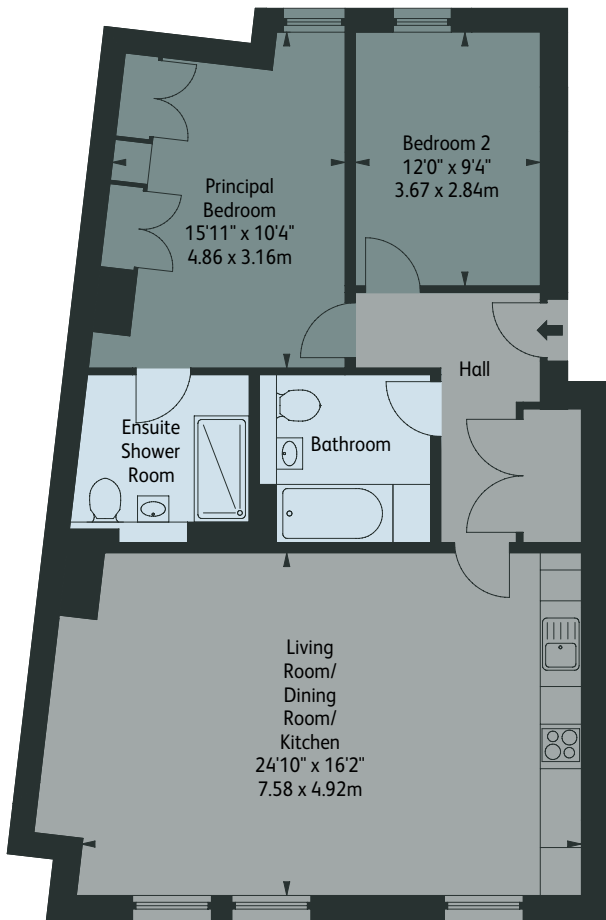 Bedroom 2
12'0" x 9'4"
3.67 x 2.84m
Principal
Bedroom
15'11" x 10'4"
4.86 x 3.16m
Hall
Ensuite
Shower
Room
Bathroom
Living
Room/
Dining
Room/
Kitchen
24'10" x 16'2"
7.58 x 4.92m